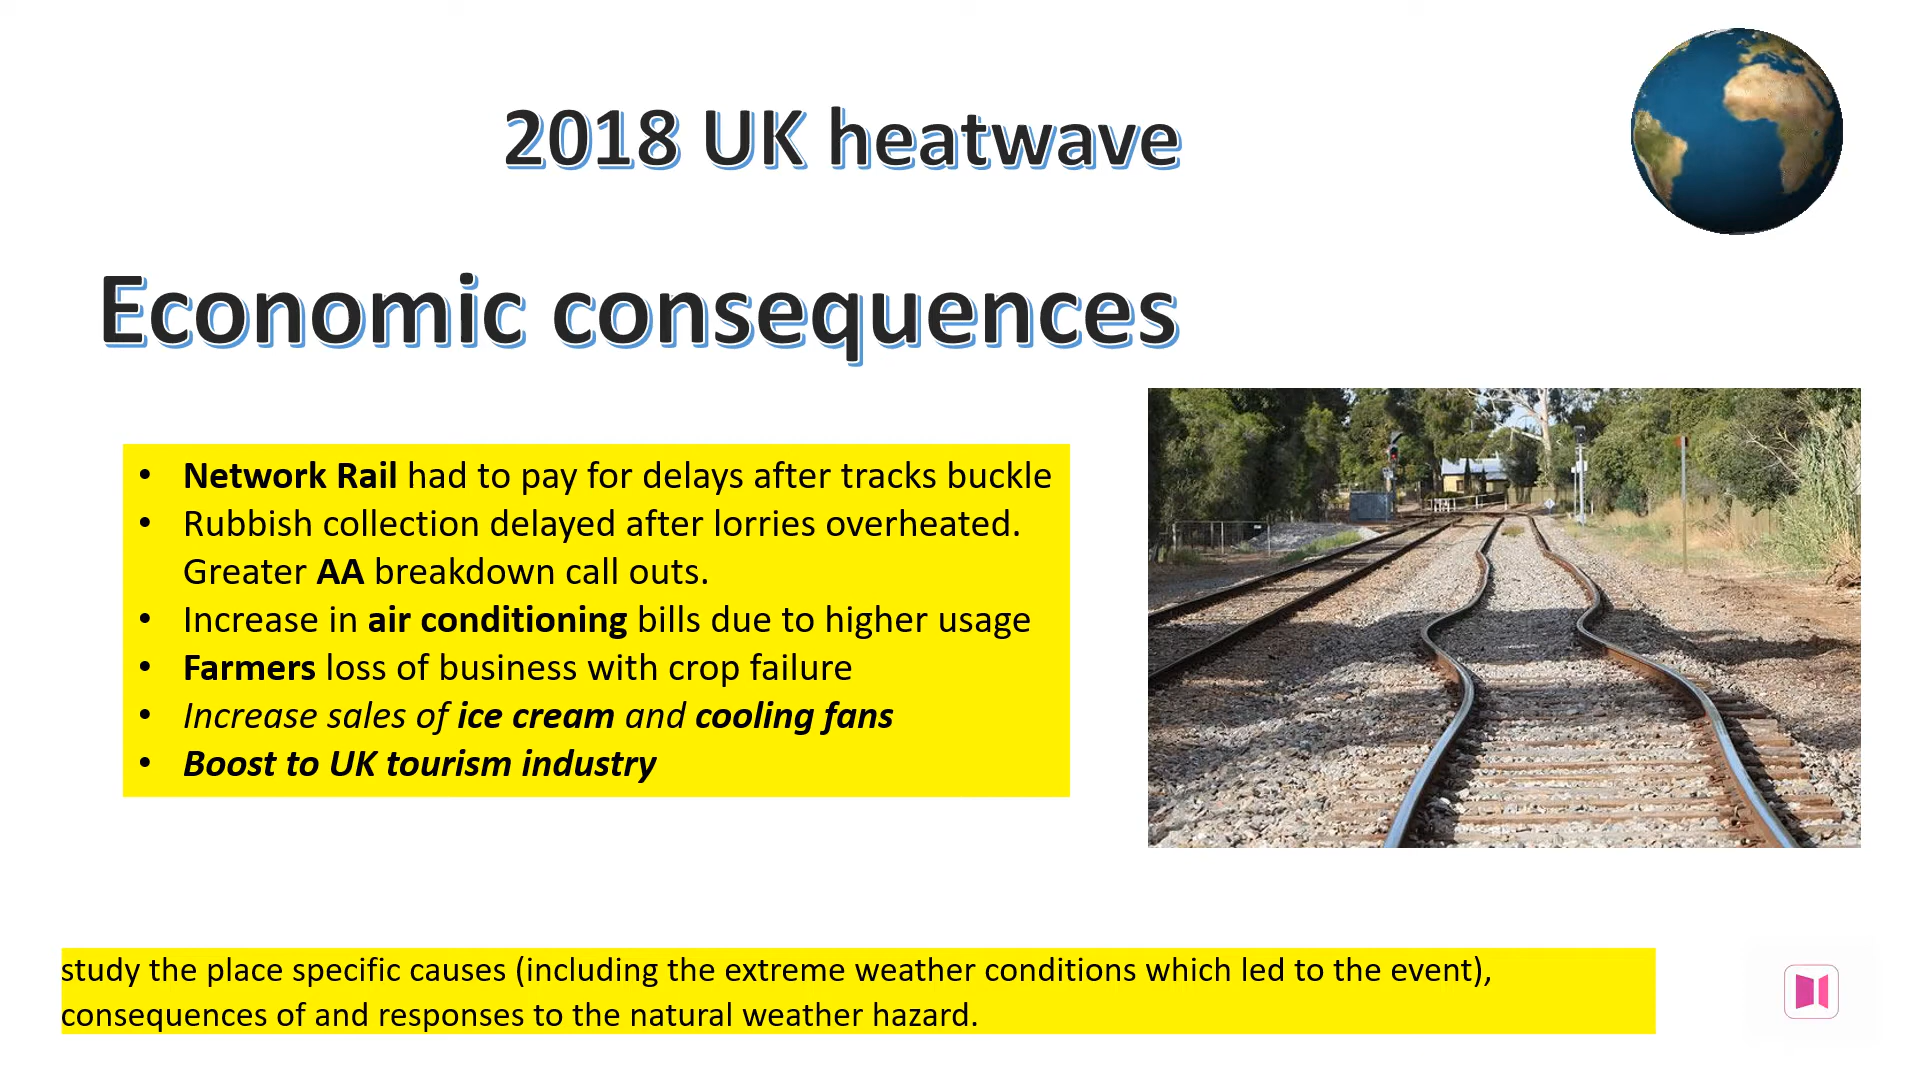 2018 UK heatwave
Economic consequences
• Network Rail had to pay for delays after tracks buckle
• Rubbish collection delayed after lorries overheated.
Greater AA breakdown call outs.
• Increase in air conditioning bills due to higher usage
• Farmers loss of business with crop failure
• Increase sales of ice cream and cooling fans
• Boost to UK tourism industry
study the place specific causes (including the extreme weather conditions which led to the event),
consequences of and responses to the natural weather hazard.